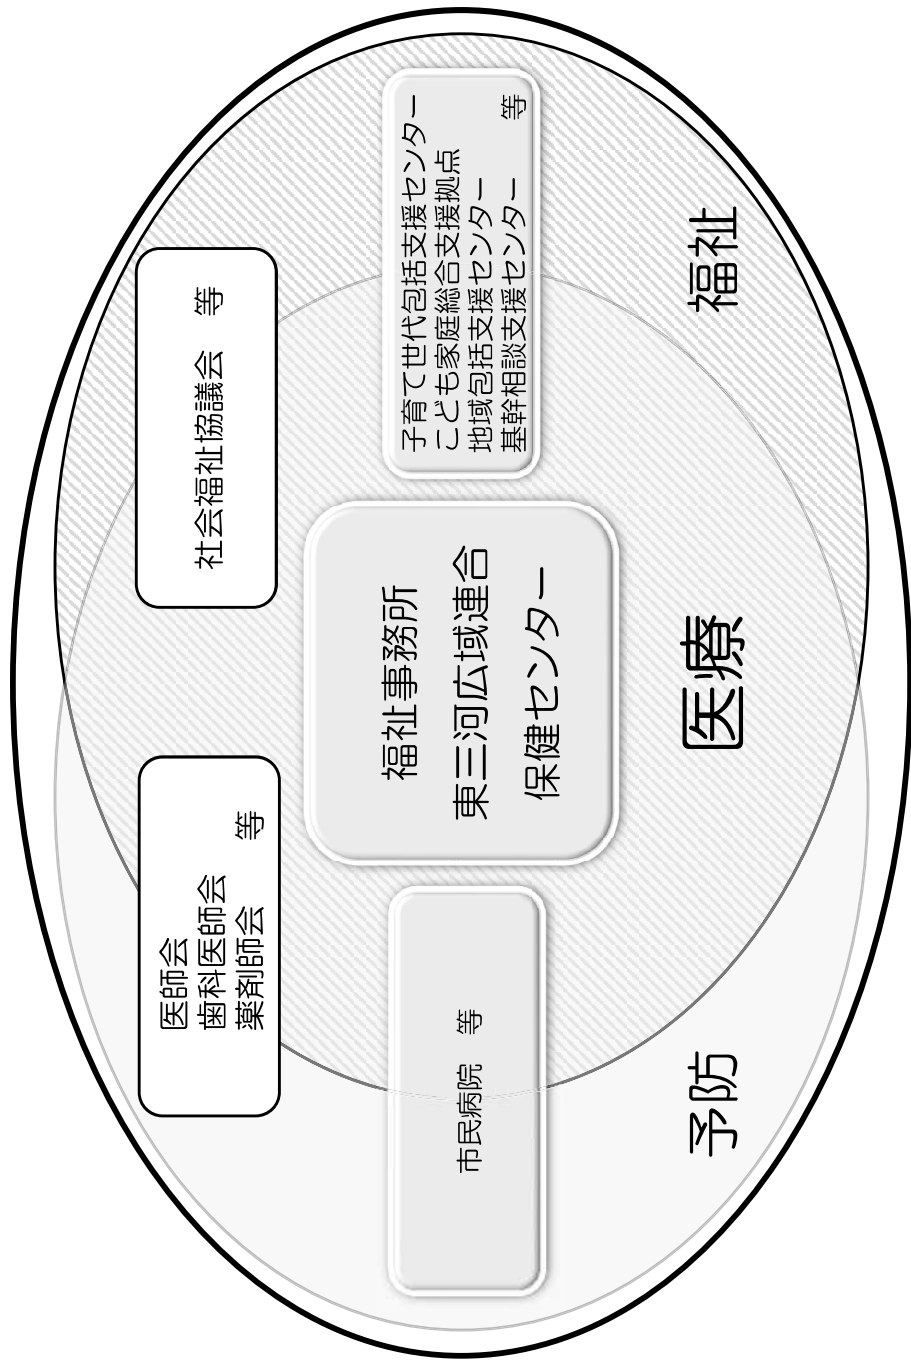 医師会
歯科医師会
薬剤師会　　　等
社会福祉協議会　等
市民病院　等
福祉事務所
東三河広域連合
保健センター
子育て世代包括支援センター
こども家庭総合支援拠点
地域包括支援センター
基幹相談支援センター　　等
予防
医療
福祉